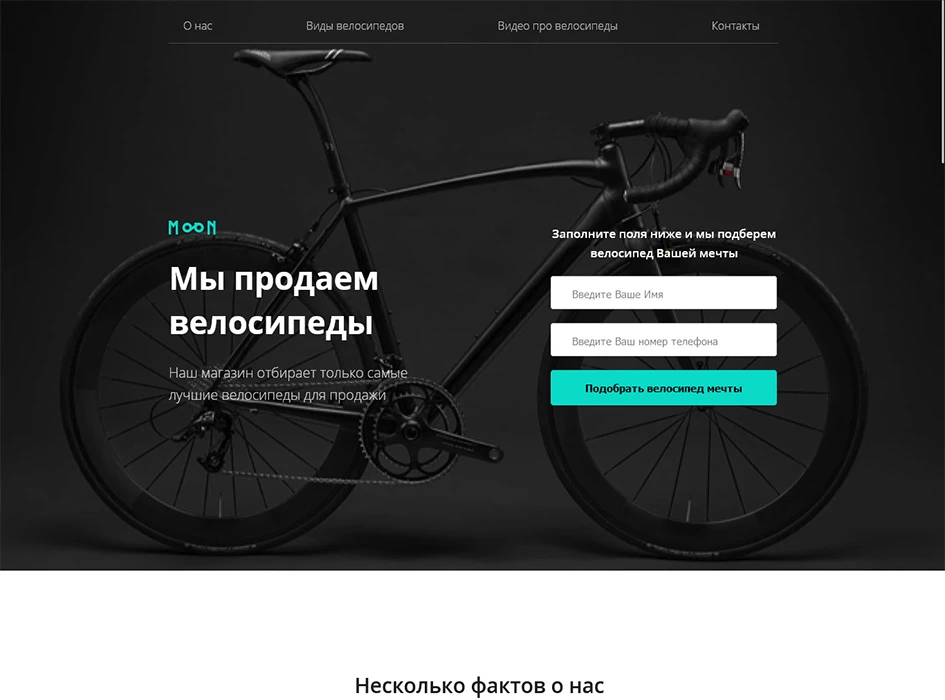 О нас
Виды велосипедов
Видео про велосипеды
Контакты
MOON
Мы продаем
велосипеды
Наш магазин отбирает только самые
лучшие велосипеды для продажи
Заполните поля ниже и мы подберем
велосипед Вашей мечты
Введите Ваше Имя
Введите Ваш номер телефона
Подобрать велосипед мечты
Несколько фактов о нас